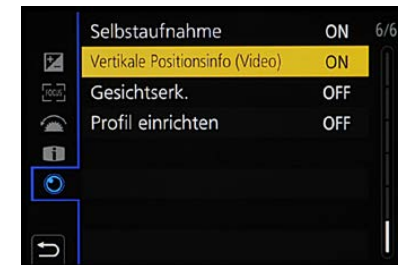 Selbstaufnahme ON 6/6
Vertikale Positionsinfo (Video) ON
FOCUS
Gesichtserk. OFF
Profil einrichten OFF